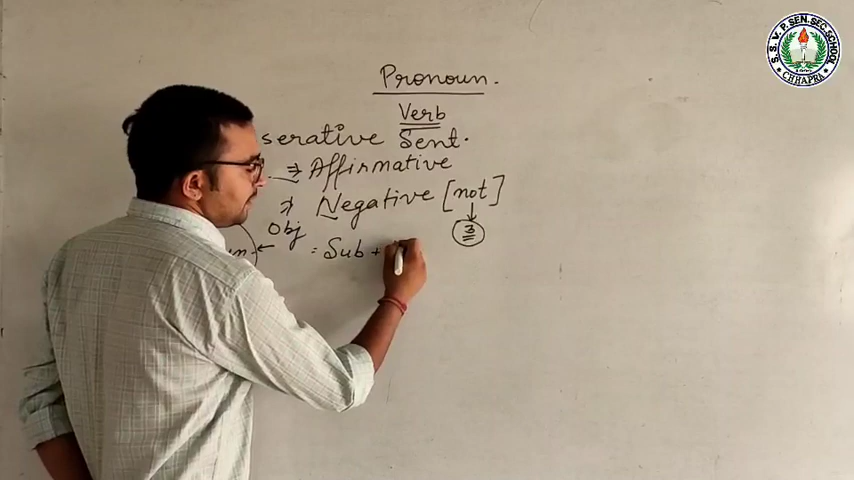 S. S. V. P. SEN. SEC. SCHOOL
CHHAPRA
Pronoun.
Verb
serative Sent.
⇒ Affirmative
⇒ Negative [not]
↓
3
Obj
← = Sub +